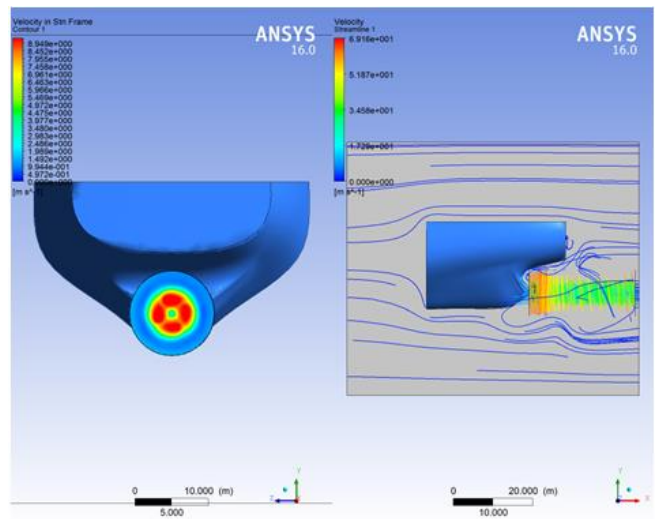 Velocity in Stn Frame
Contour 1
8.949e+000
8.452e+000
7.955e+000
7.458e+000
6.961e+000
6.463e+000
5.966e+000
5.469e+000
4.972e+000
4.475e+000
3.977e+000
3.480e+000
2.983e+000
2.486e+000
1.989e+000
1.492e+000
9.944e-001
4.972e-001
0.000e+000
[m s^-1]
ANSYS
16.0
0 10.000 (m)
5.000
Y
Z
Velocity
Streamline 1
6.916e+001
5.187e+001
3.458e+001
1.729e+001
0.000e+000
[m s^-1]
ANSYS
16.0
0 20.000 (m)
10.000
Y
X